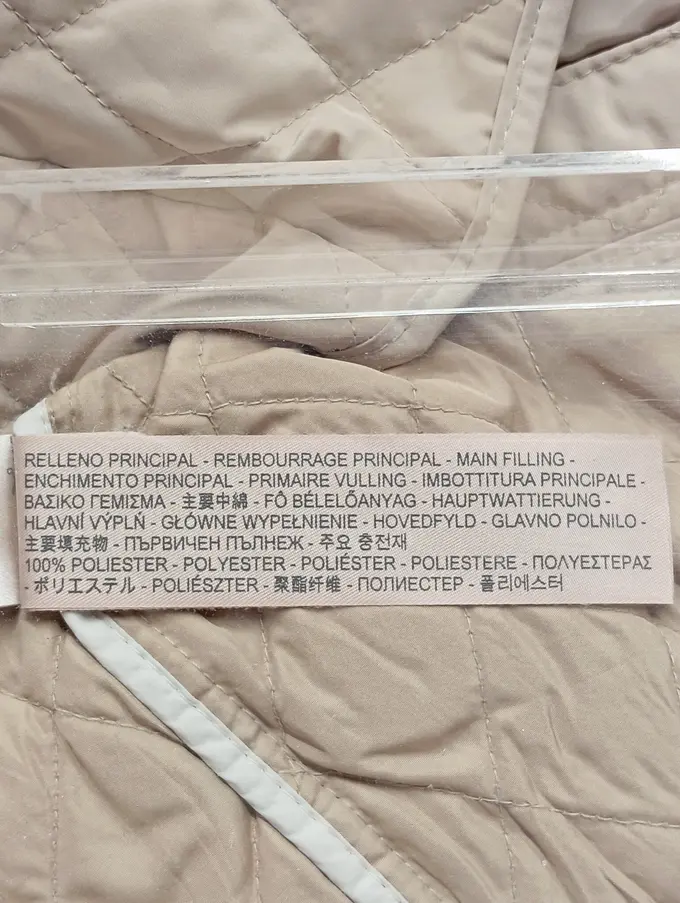 RELLENO PRINCIPAL - REMBOURRAGE PRINCIPAL - MAIN FILLING -
ENCHIMENTO PRINCIPAL - PRIMAIRE VULLING - IMBOTTITURA PRINCIPALE -
ΒΑΣΙΚΟ ΓΕΜΙΣΜΑ - 主要中綿 - FŐ BÉLELŐANYAG - HAUPTWATTIERUNG -
HLAVNÍ VÝPLŇ - GŁÓWNE WYPEŁNIENIE - HOVEDFYLD - GLAVNO POLNILO -
主要填充物 - ПЪРВИЧЕН ПЪЛНЕЖ - 주요 충전재
100% POLIESTER - POLYESTER - POLIÉSTER - POLIESTERE - ΠΟΛΥΕΣΤΕΡΑΣ
- ポリエステル - POLIÉSZTER - 聚酯纤维 - ПОЛИЕСТЕР - 폴리에스터